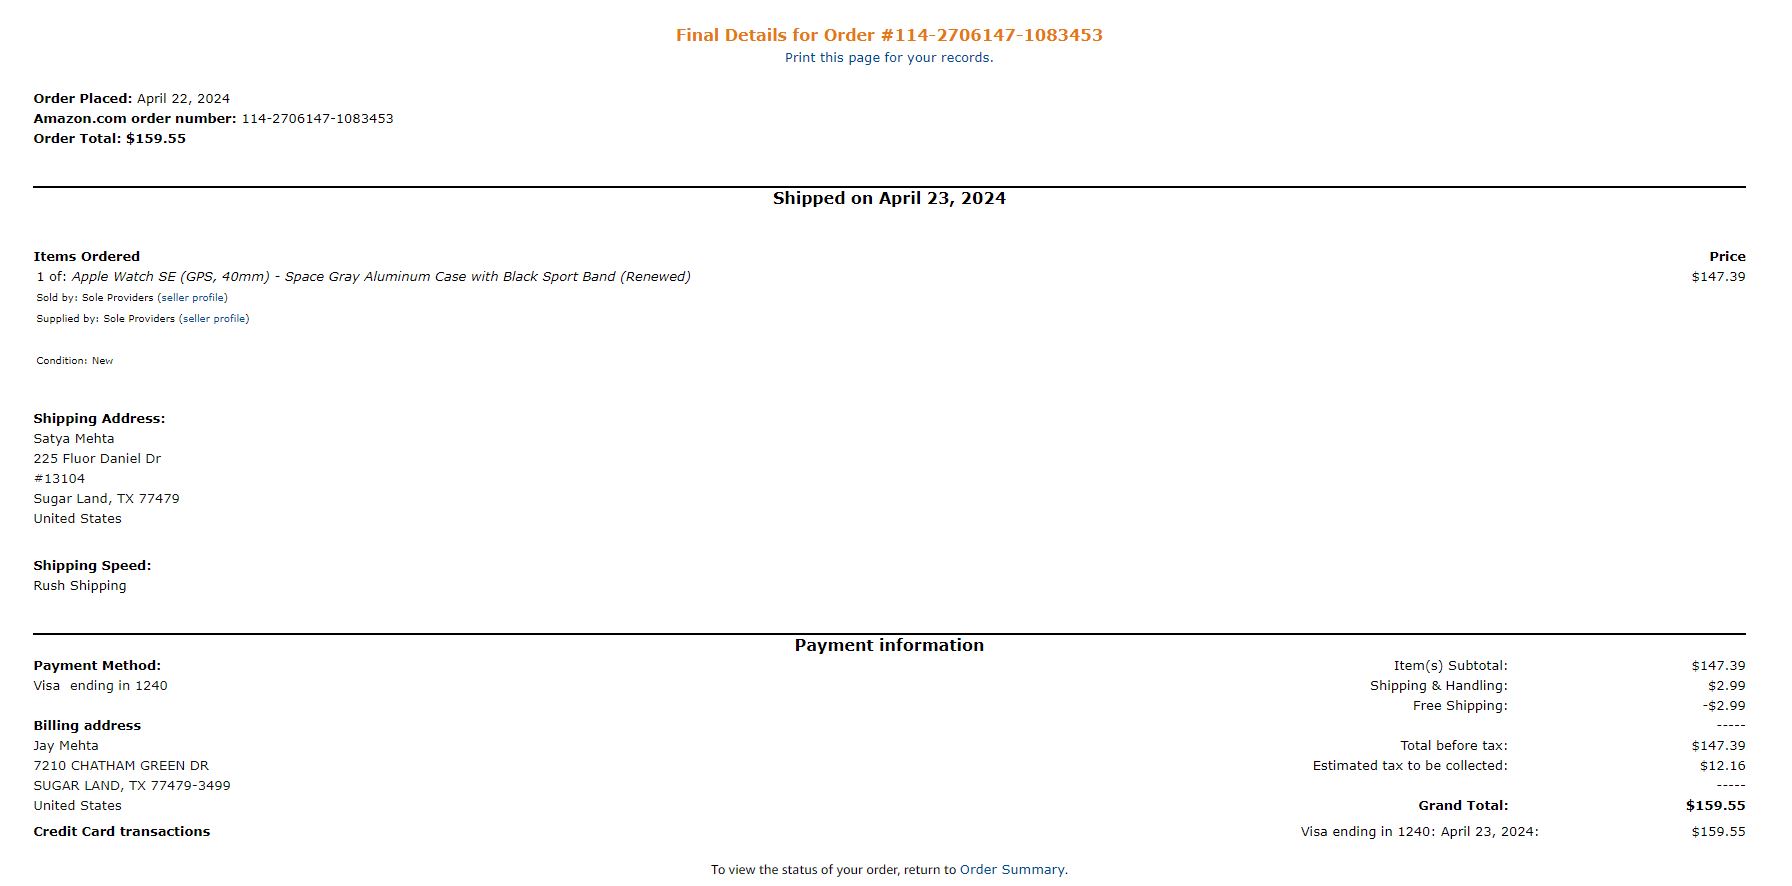 Final Details for Order #114-2706147-1083453
Print this page for your records.
Order Placed: April 22, 2024
Amazon.com order number: 114-2706147-1083453
Order Total: $159.55
Shipped on April 23, 2024
Items Ordered Price
1 of: Apple Watch SE (GPS, 40mm) - Space Gray Aluminum Case with Black Sport Band (Renewed) $147.39
Sold by: Sole Providers (seller profile)
Supplied by: Sole Providers (seller profile)
Condition: New
Shipping Address:
Satya Mehta
225 Fluor Daniel Dr
#13104
Sugar Land, TX 77479
United States
Shipping Speed:
Rush Shipping
Payment information
Payment Method:
Visa ending in 1240
Billing address
Jay Mehta
7210 CHATHAM GREEN DR
SUGAR LAND, TX 77479-3499
United States
Item(s) Subtotal: $147.39
Shipping & Handling: $2.99
Free Shipping: -$2.99
-----
Total before tax: $147.39
Estimated tax to be collected: $12.16
-----
Grand Total: $159.55
Credit Card transactions Visa ending in 1240: April 23, 2024: $159.55
To view the status of your order, return to Order Summary.